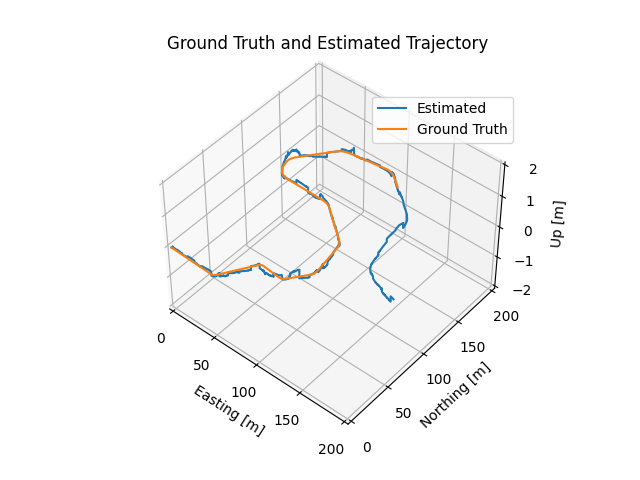 Ground Truth and Estimated Trajectory
Estimated
Ground Truth
2
1
0
−1
−2
Up [m]
0
50
100
150
200
Easting [m]
0
50
100
150
200
Northing [m]